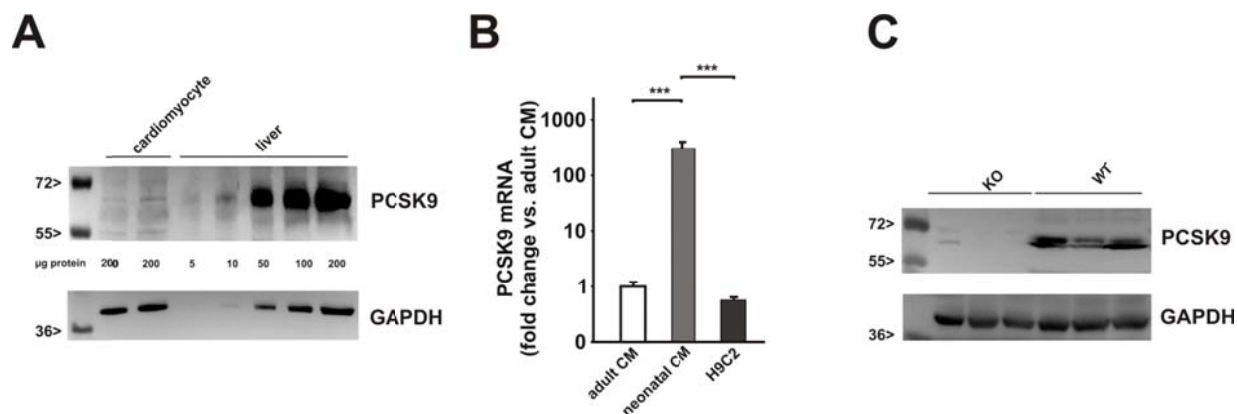 A
cardiomyocyte
liver
72>
PCSK9
55>
µg protein 200 200 5 10 50 100 200
GAPDH
36>
B
***
***
PCSK9 mRNA
(fold change vs. adult CM)
1000
100
10
1
0
adult CM
neonatal CM
H9C2
C
KO
WT
72>
PCSK9
55>
GAPDH
36>